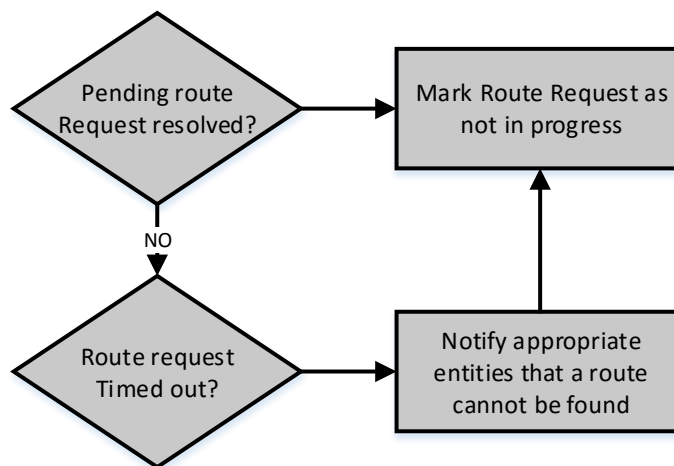 Pending route
Request resolved?
Mark Route Request as
not in progress
NO
Route request
Timed out?
Notify appropriate
entities that a route
cannot be found